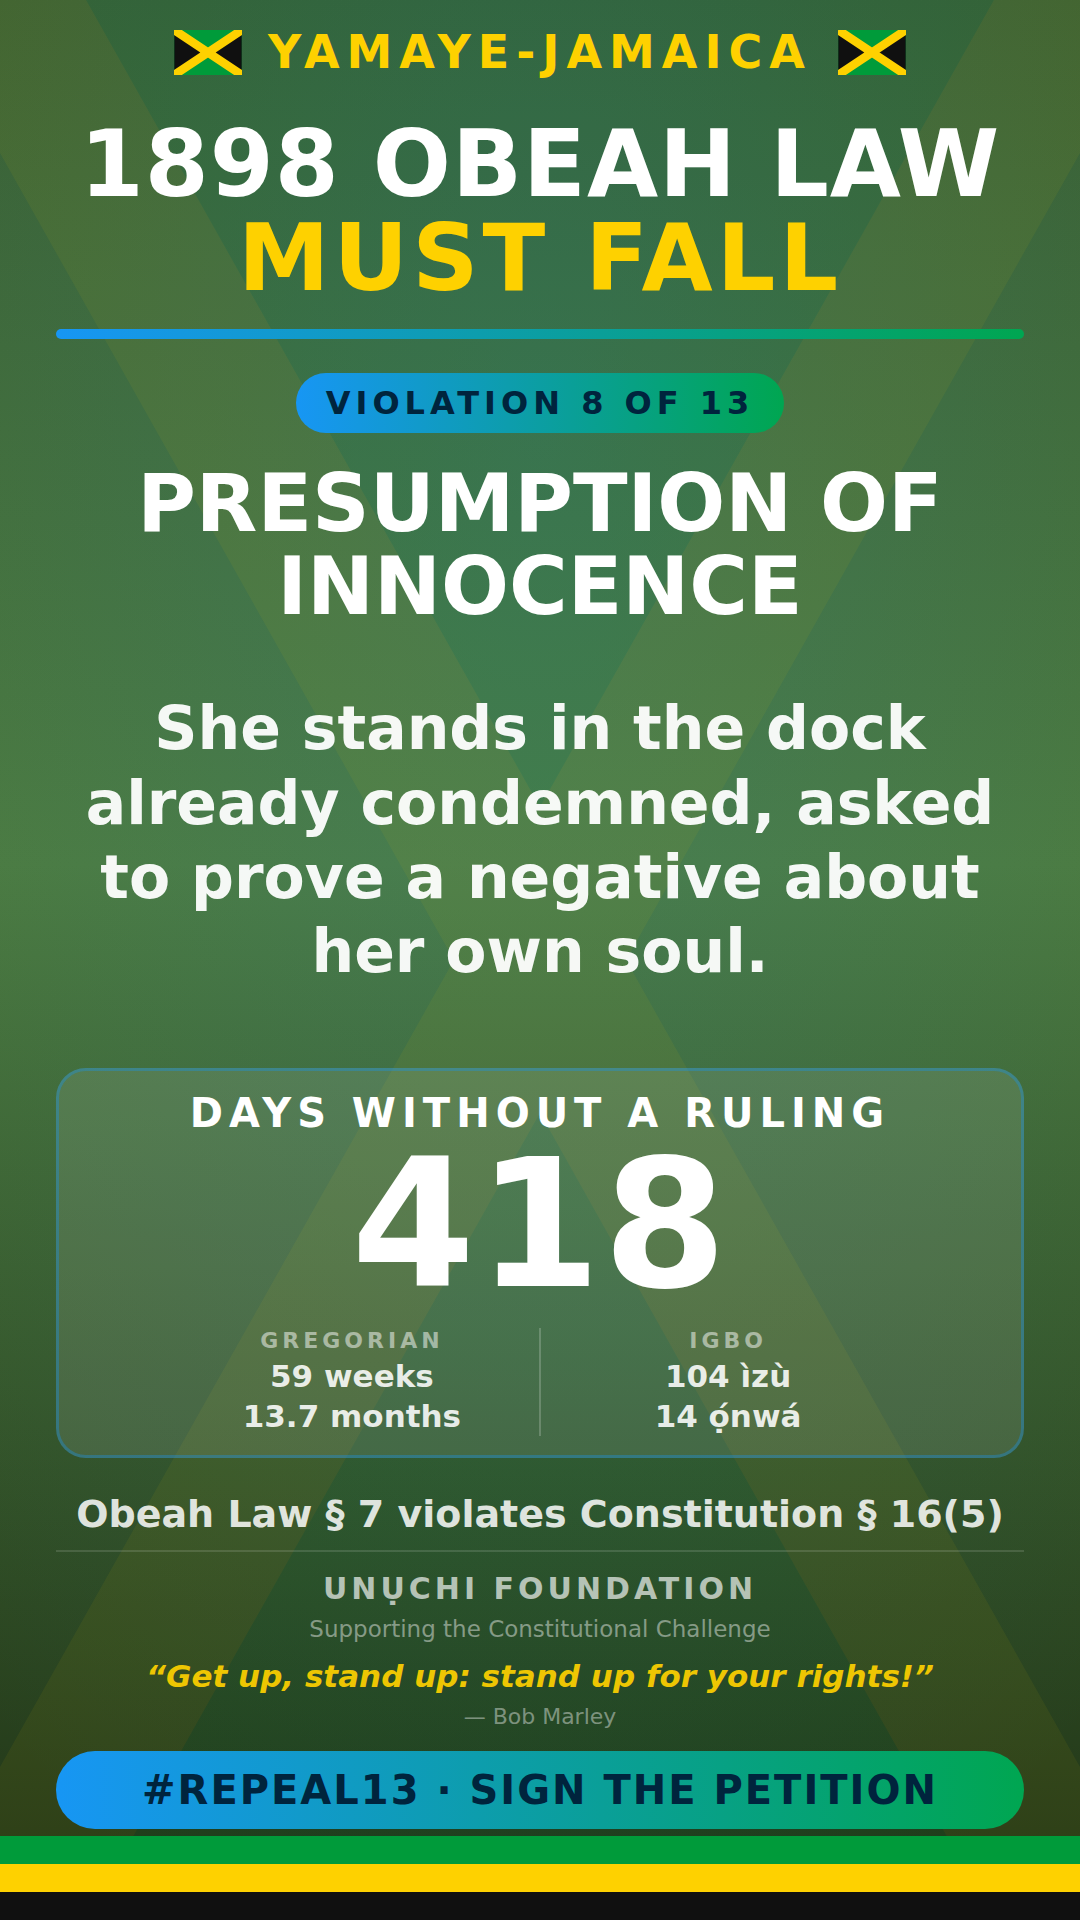 YAMAYE-JAMAICA
1898 OBEAH LAW
MUST FALL
VIOLATION 8 OF 13
PRESUMPTION OF
INNOCENCE
She stands in the dock
already condemned, asked
to prove a negative about
her own soul.
DAYS WITHOUT A RULING
418
GREGORIAN
59 weeks
13.7 months
IGBO
104 ìzù
14 ọ́nwá
Obeah Law § 7 violates Constitution § 16(5)
UNỤCHI FOUNDATION
Supporting the Constitutional Challenge
“Get up, stand up: stand up for your rights!”
— Bob Marley
#REPEAL13 · SIGN THE PETITION